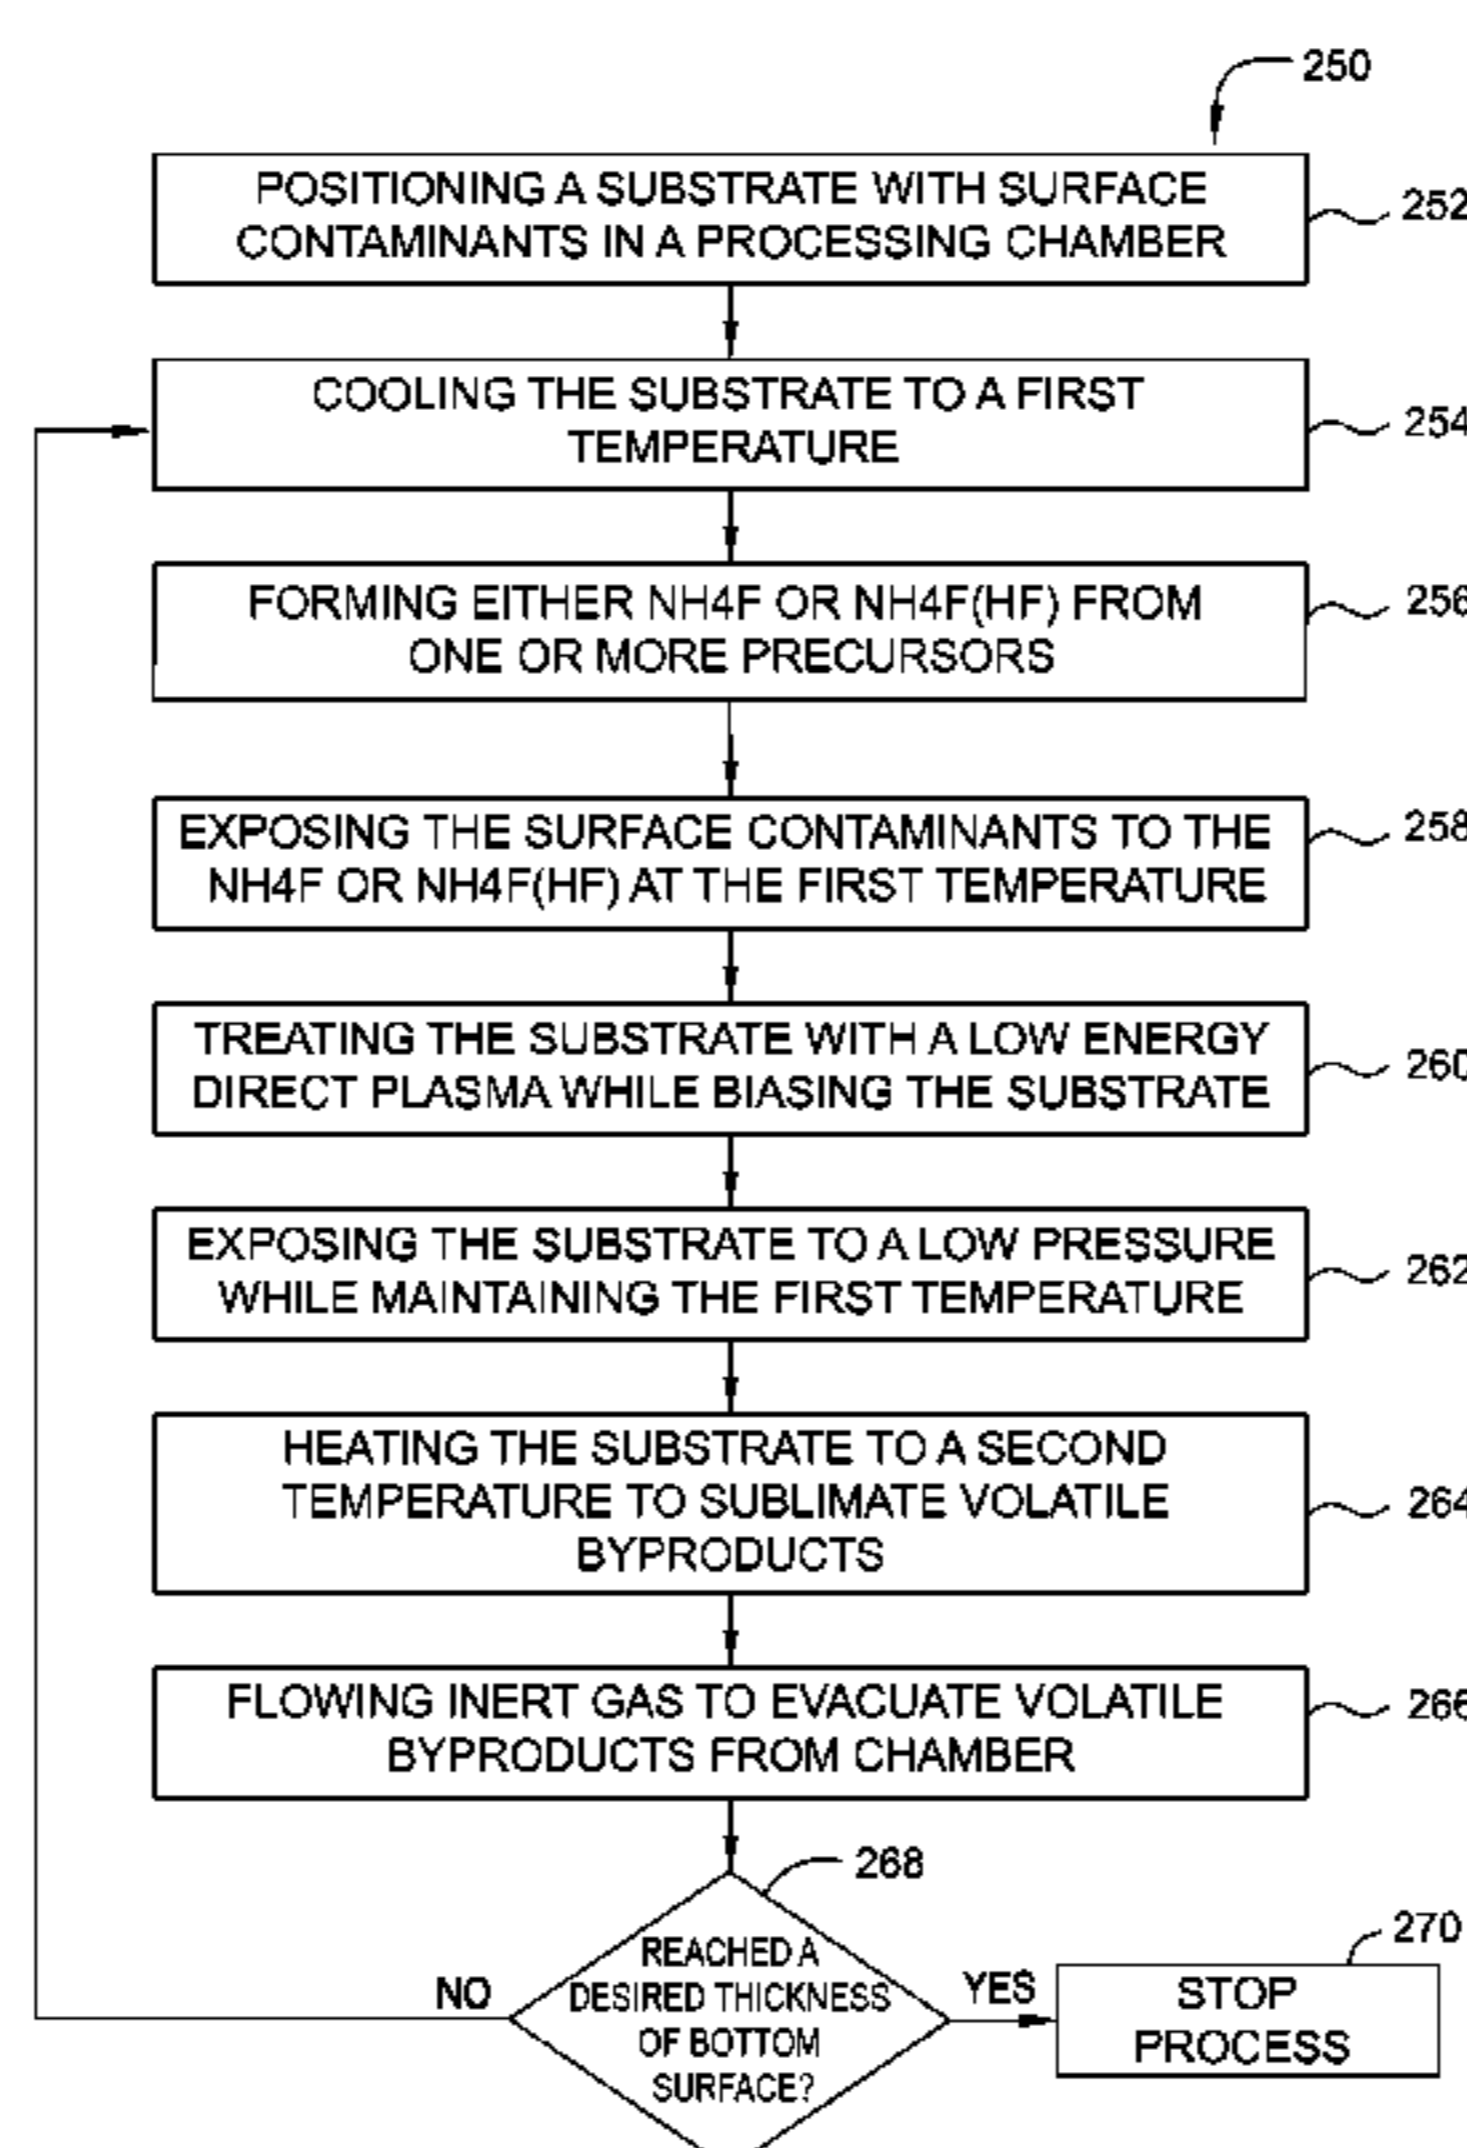 250
POSITIONING A SUBSTRATE WITH SURFACE
CONTAMINANTS IN A PROCESSING CHAMBER
252
COOLING THE SUBSTRATE TO A FIRST
TEMPERATURE
254
FORMING EITHER NH4F OR NH4F(HF) FROM
ONE OR MORE PRECURSORS
256
EXPOSING THE SURFACE CONTAMINANTS TO THE
NH4F OR NH4F(HF) AT THE FIRST TEMPERATURE
258
TREATING THE SUBSTRATE WITH A LOW ENERGY
DIRECT PLASMA WHILE BIASING THE SUBSTRATE
260
EXPOSING THE SUBSTRATE TO A LOW PRESSURE
WHILE MAINTAINING THE FIRST TEMPERATURE
262
HEATING THE SUBSTRATE TO A SECOND
TEMPERATURE TO SUBLIMATE VOLATILE
BYPRODUCTS
264
FLOWING INERT GAS TO EVACUATE VOLATILE
BYPRODUCTS FROM CHAMBER
266
268
REACHED A
DESIRED THICKNESS
OF BOTTOM
SURFACE?
NO
YES
270
STOP
PROCESS